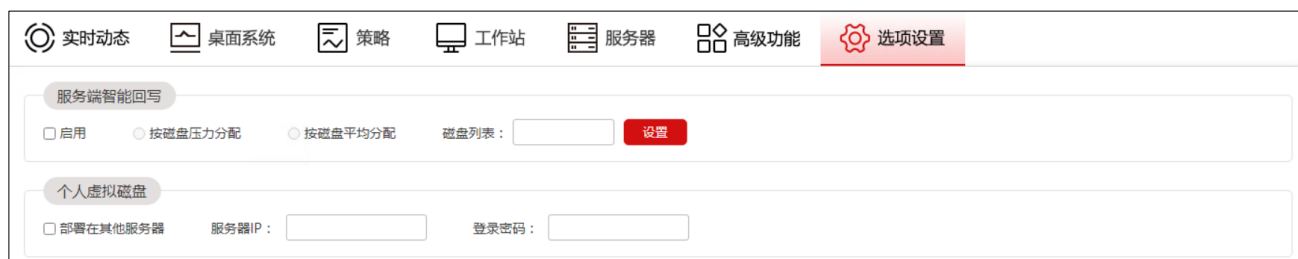 实时动态 桌面系统 策略 工作站 服务器 高级功能 选项设置
服务端智能回写
启用 按磁盘压力分配 按磁盘平均分配 磁盘列表： 设置
个人虚拟磁盘
部署在其他服务器 服务器IP： 登录密码：